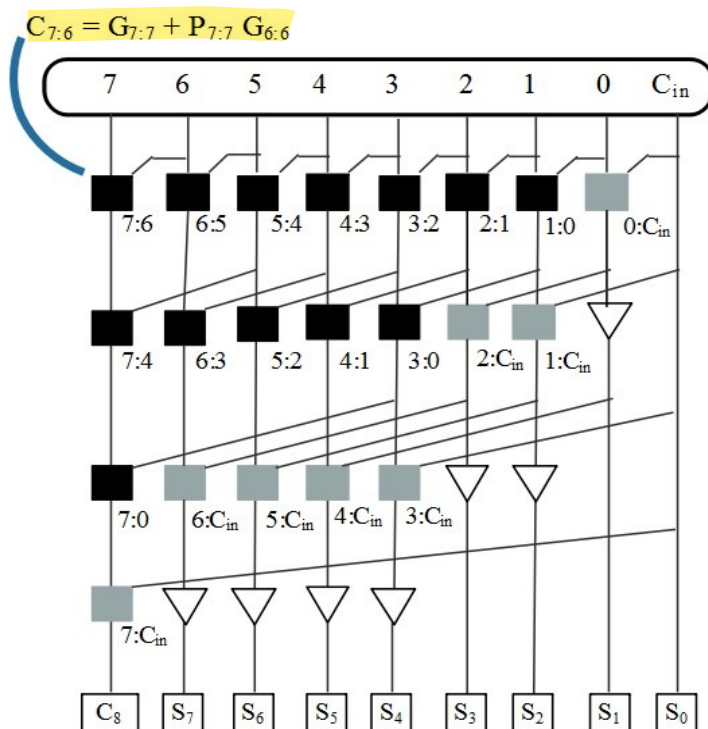 C₇:₆ = G₇:₇ + P₇:₇ G₆:₆
7 6 5 4 3 2 1 0 Cᵢₙ
7:6 6:5 5:4 4:3 3:2 2:1 1:0 0:Cᵢₙ
7:4 6:3 5:2 4:1 3:0 2:Cᵢₙ 1:Cᵢₙ
7:0 6:Cᵢₙ 5:Cᵢₙ 4:Cᵢₙ 3:Cᵢₙ
7:Cᵢₙ
C₈ S₇ S₆ S₅ S₄ S₃ S₂ S₁ S₀